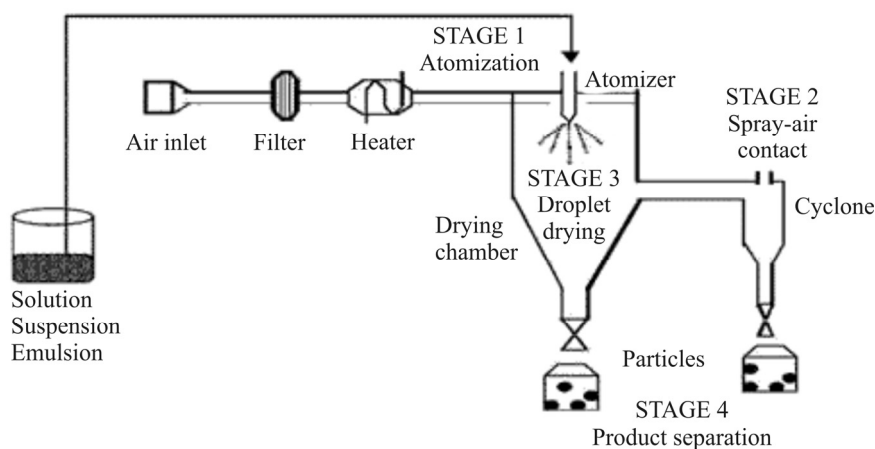 STAGE 1
Atomization
Atomizer
Air inlet
Filter
Heater
STAGE 2
Spray-air
contact
STAGE 3
Droplet
drying
Drying
chamber
Cyclone
Solution
Suspension
Emulsion
Particles
STAGE 4
Product separation